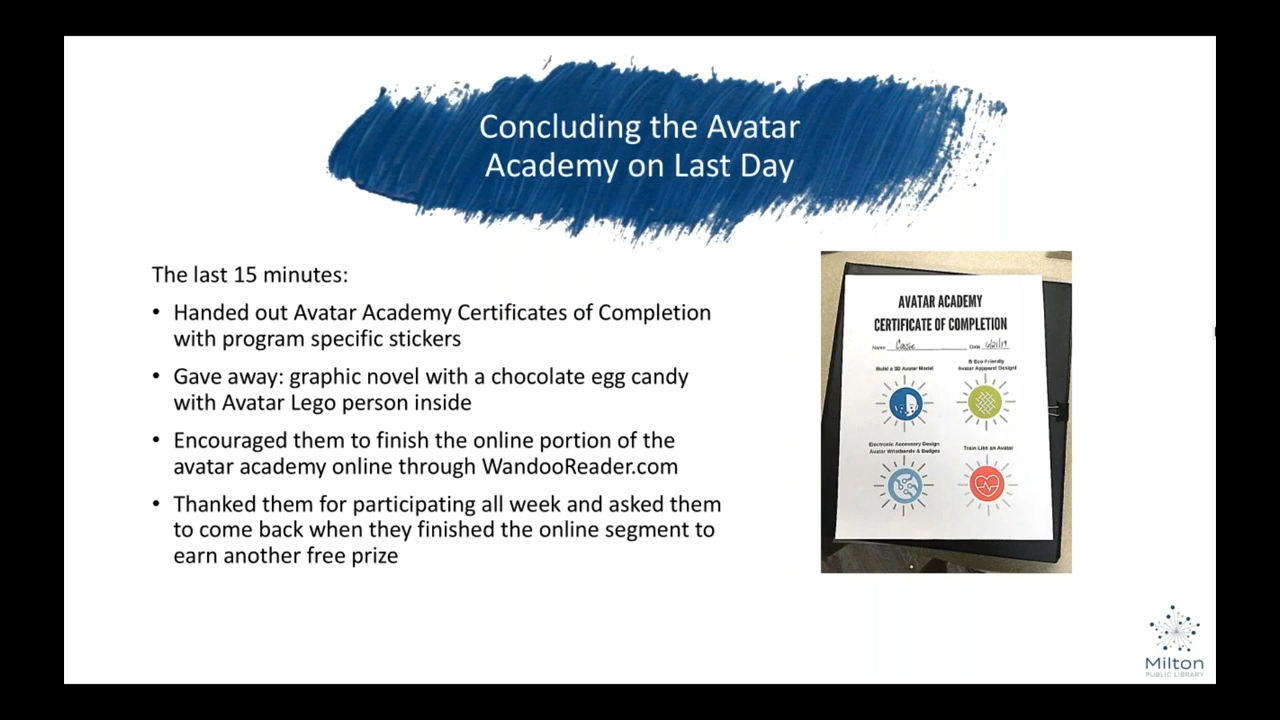 Concluding the Avatar
Academy on Last Day
The last 15 minutes:
• Handed out Avatar Academy Certificates of Completion
with program specific stickers
• Gave away: graphic novel with a chocolate egg candy
with Avatar Lego person inside
• Encouraged them to finish the online portion of the
avatar academy online through WandooReader.com
• Thanked them for participating all week and asked them
to come back when they finished the online segment to
earn another free prize
AVATAR ACADEMY
CERTIFICATE OF COMPLETION
Name Date
Build a 3D Avatar Model
Eco-Friendly
Avatar Apparel Design!
Electronic Accessory Design
Avatar Wristbands & Badges
Train Like an Avatar
Milton
PUBLIC LIBRARY